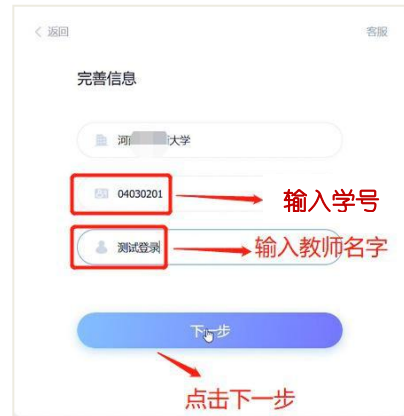 < 返回
客服
完善信息
河 大学
04030201
输入学号
测试登录
输入教师名字
下一步
点击下一步